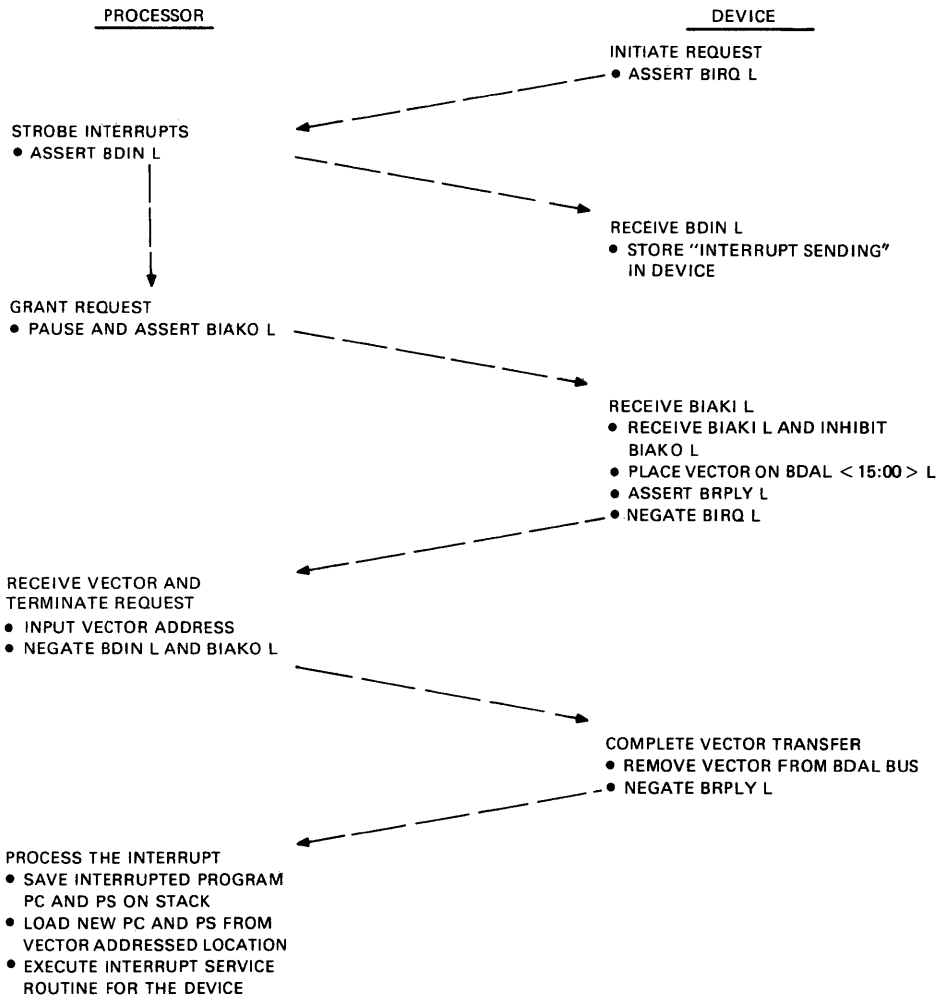 PROCESSOR
DEVICE
INITIATE REQUEST
• ASSERT BIRQ L
STROBE INTERRUPTS
• ASSERT BDIN L
RECEIVE BDIN L
• STORE "INTERRUPT SENDING"
IN DEVICE
GRANT REQUEST
• PAUSE AND ASSERT BIAKO L
RECEIVE BIAKI L
• RECEIVE BIAKI L AND INHIBIT
BIAKO L
• PLACE VECTOR ON BDAL < 15:00 > L
• ASSERT BRPLY L
• NEGATE BIRQ L
RECEIVE VECTOR AND
TERMINATE REQUEST
• INPUT VECTOR ADDRESS
• NEGATE BDIN L AND BIAKO L
COMPLETE VECTOR TRANSFER
• REMOVE VECTOR FROM BDAL BUS
• NEGATE BRPLY L
PROCESS THE INTERRUPT
• SAVE INTERRUPTED PROGRAM
PC AND PS ON STACK
• LOAD NEW PC AND PS FROM
VECTOR ADDRESSED LOCATION
• EXECUTE INTERRUPT SERVICE
ROUTINE FOR THE DEVICE